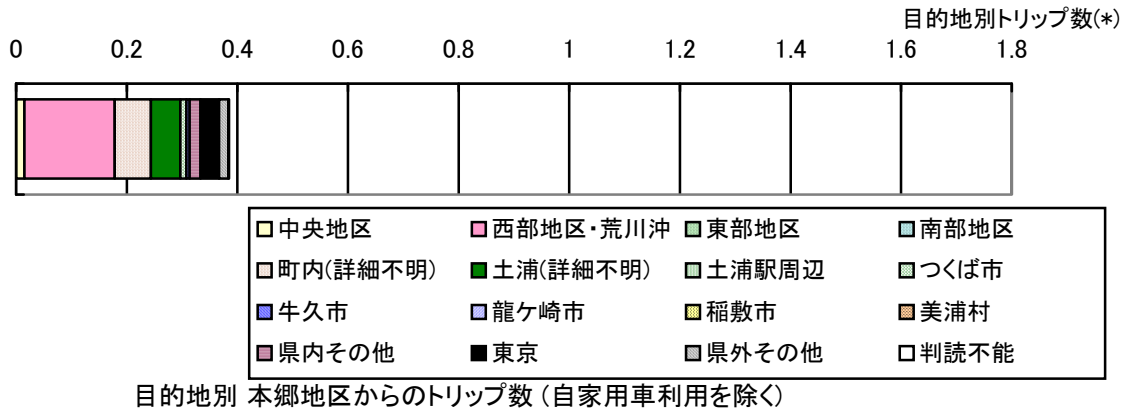 目的地別トリップ数(*)
0 0.2 0.4 0.6 0.8 1 1.2 1.4 1.6 1.8
中央地区 西部地区・荒川沖 東部地区 南部地区
町内(詳細不明) 土浦(詳細不明) 土浦駅周辺 つくば市
牛久市 龍ケ崎市 稲敷市 美浦村
県内その他 東京 県外その他 判読不能
目的地別 本郷地区からのトリップ数 (自家用車利用を除く)